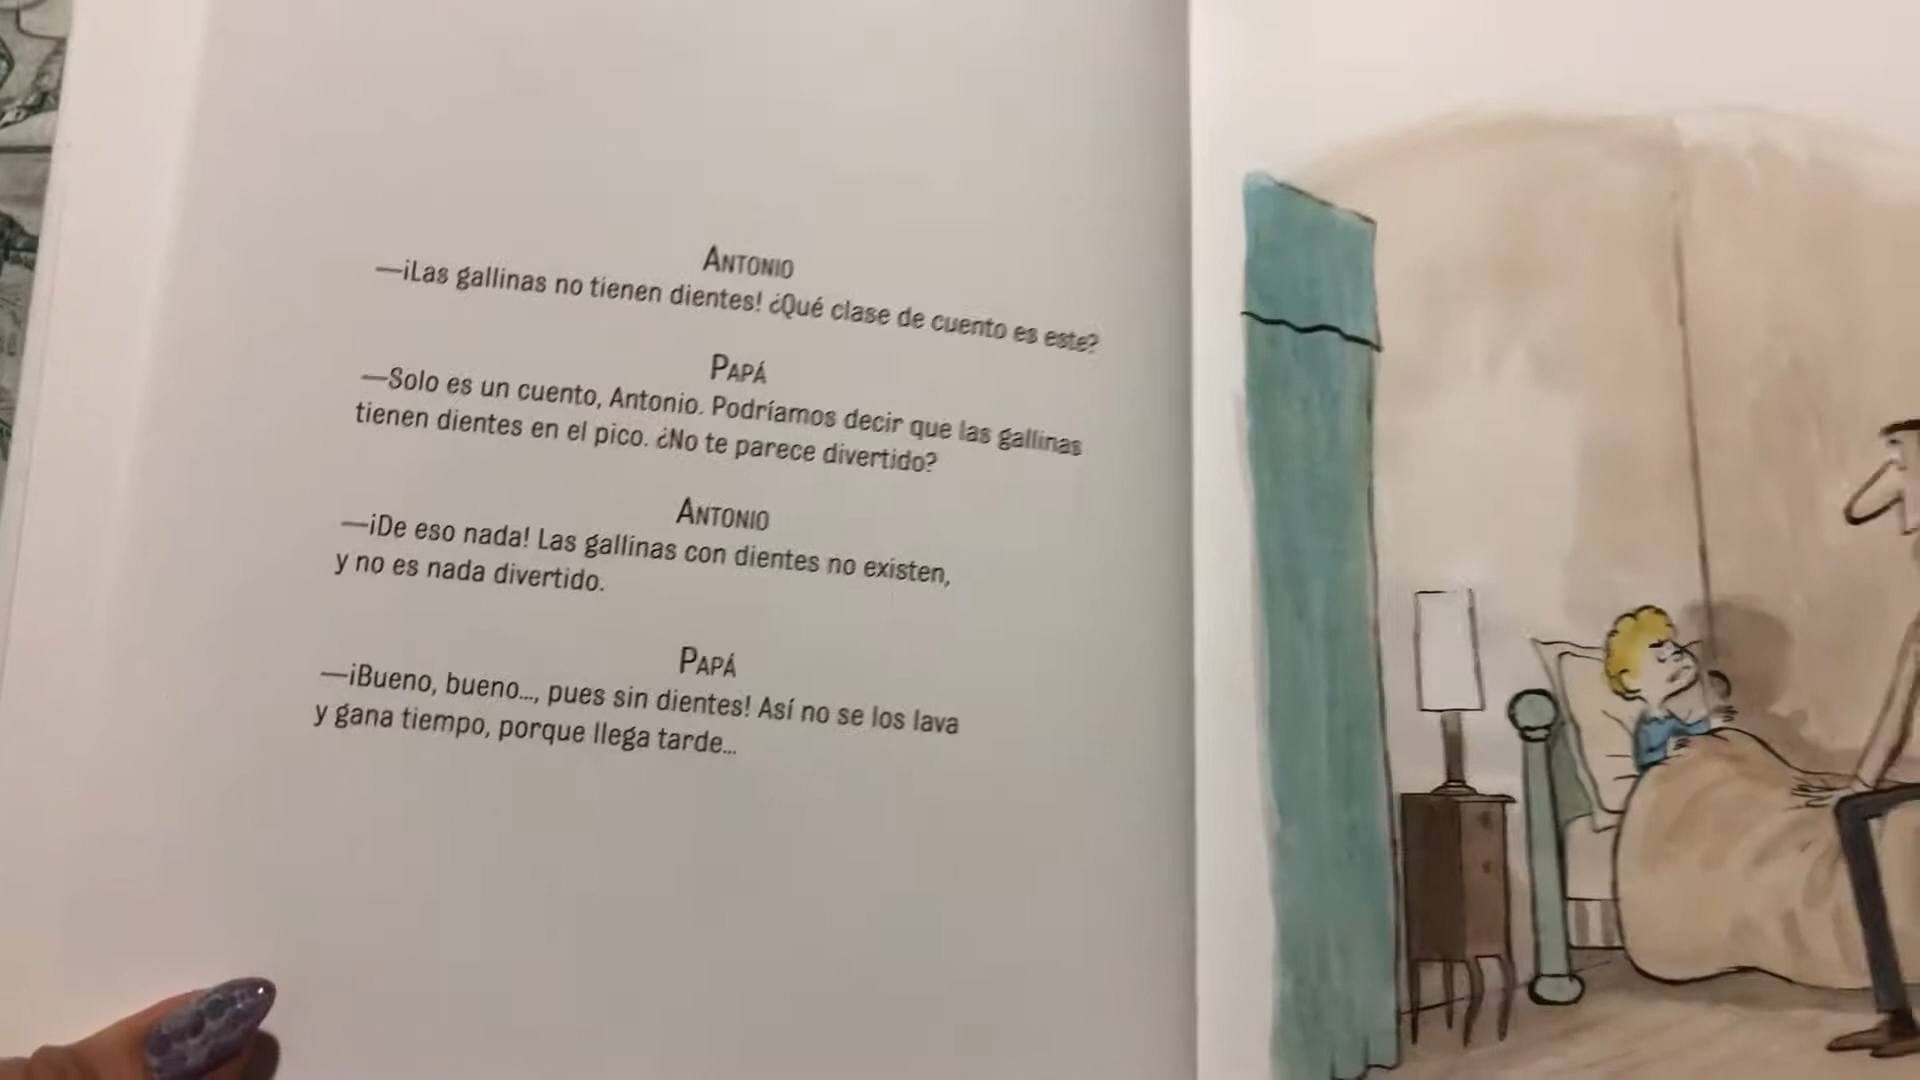 ANTONIO
—¡Las gallinas no tienen dientes! ¿Qué clase de cuento es este?
PAPÁ
—Solo es un cuento, Antonio. Podríamos decir que las gallinas
tienen dientes en el pico. ¿No te parece divertido?
ANTONIO
—¡De eso nada! Las gallinas con dientes no existen,
y no es nada divertido.
PAPÁ
—¡Bueno, bueno..., pues sin dientes! Así no se los lava
y gana tiempo, porque llega tarde...